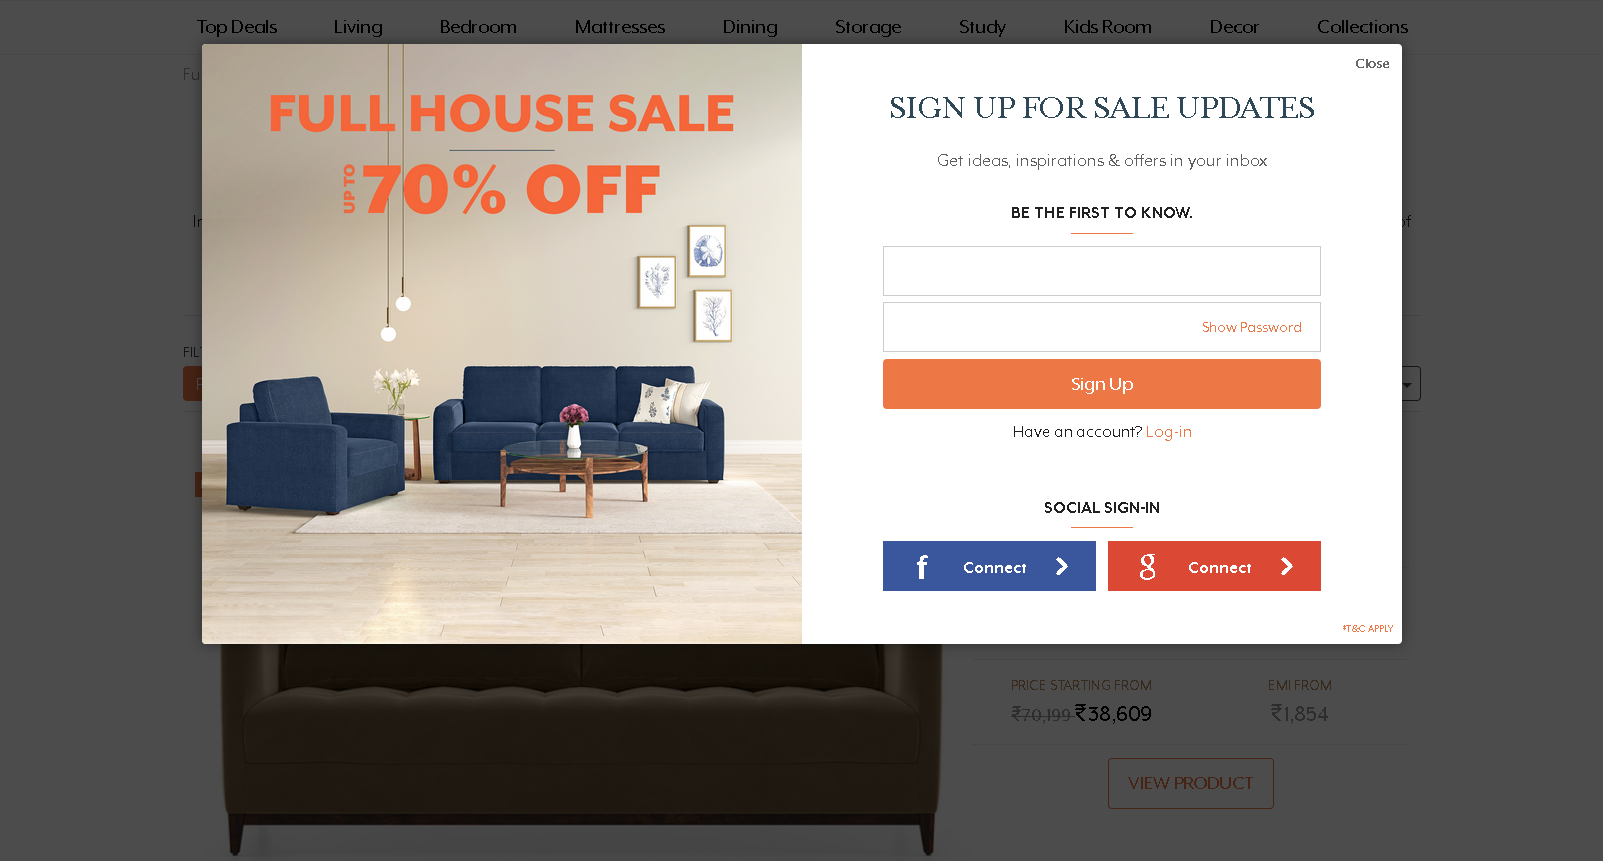 Top Deals Living Bedroom Mattresses Dining Storage Study Kids Room Decor Collections
Close
FULL HOUSE SALE
UP TO 70% OFF
SIGN UP FOR SALE UPDATES
Get ideas, inspirations & offers in your inbox
BE THE FIRST TO KNOW.
Show Password
Sign Up
Have an account? Log-in
SOCIAL SIGN-IN
f Connect
g Connect
*T&C APPLY
PRICE STARTING FROM
₹70,199 ₹38,609
EMI FROM
₹1,854
VIEW PRODUCT